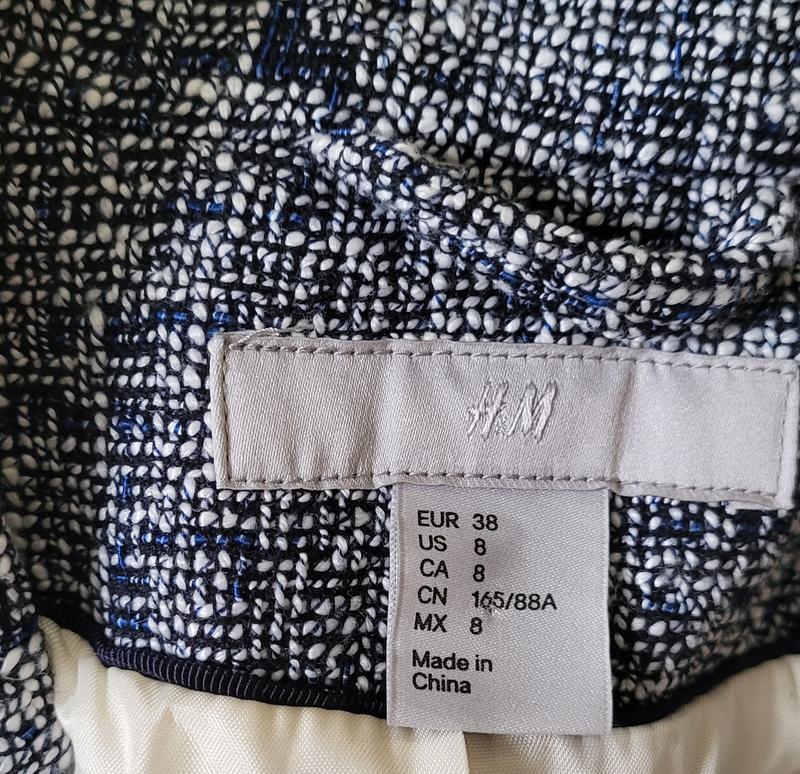 H&M
EUR 38
US 8
CA 8
CN 165/88A
MX 8
Made in
China